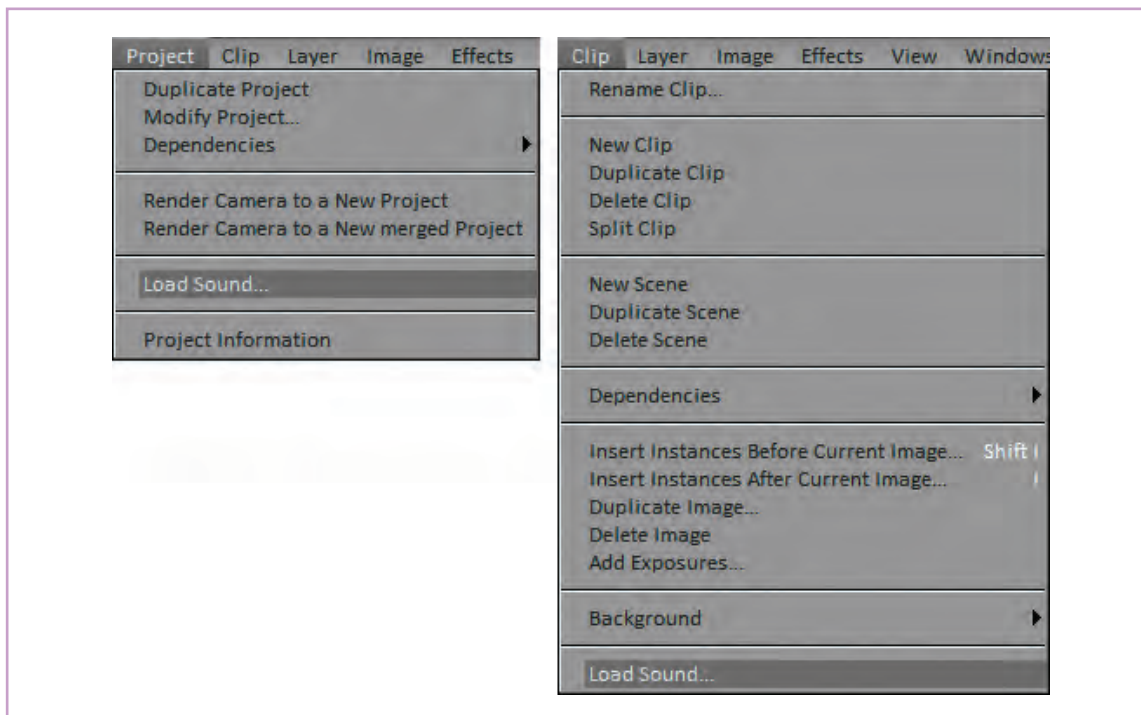 Project Clip Layer Image Effects
Duplicate Project
Modify Project...
Dependencies
Render Camera to a New Project
Render Camera to a New merged Project
Load Sound...
Project Information
Clip Layer Image Effects View Windows
Rename Clip...
New Clip
Duplicate Clip
Delete Clip
Split Clip
New Scene
Duplicate Scene
Delete Scene
Dependencies
Insert Instances Before Current Image... Shift I
Insert Instances After Current Image... I
Duplicate Image...
Delete Image
Add Exposures...
Background
Load Sound...